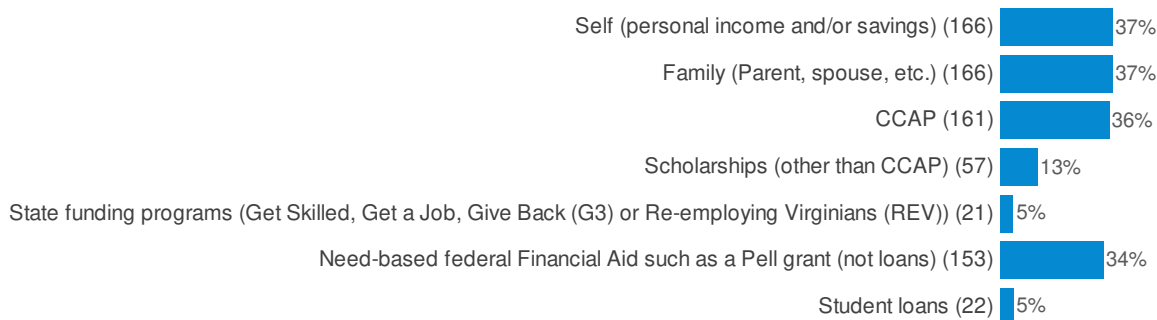 Self (personal income and/or savings) (166) 37%
Family (Parent, spouse, etc.) (166) 37%
CCAP (161) 36%
Scholarships (other than CCAP) (57) 13%
State funding programs (Get Skilled, Get a Job, Give Back (G3) or Re-employing Virginians (REV)) (21) 5%
Need-based federal Financial Aid such as a Pell grant (not loans) (153) 34%
Student loans (22) 5%